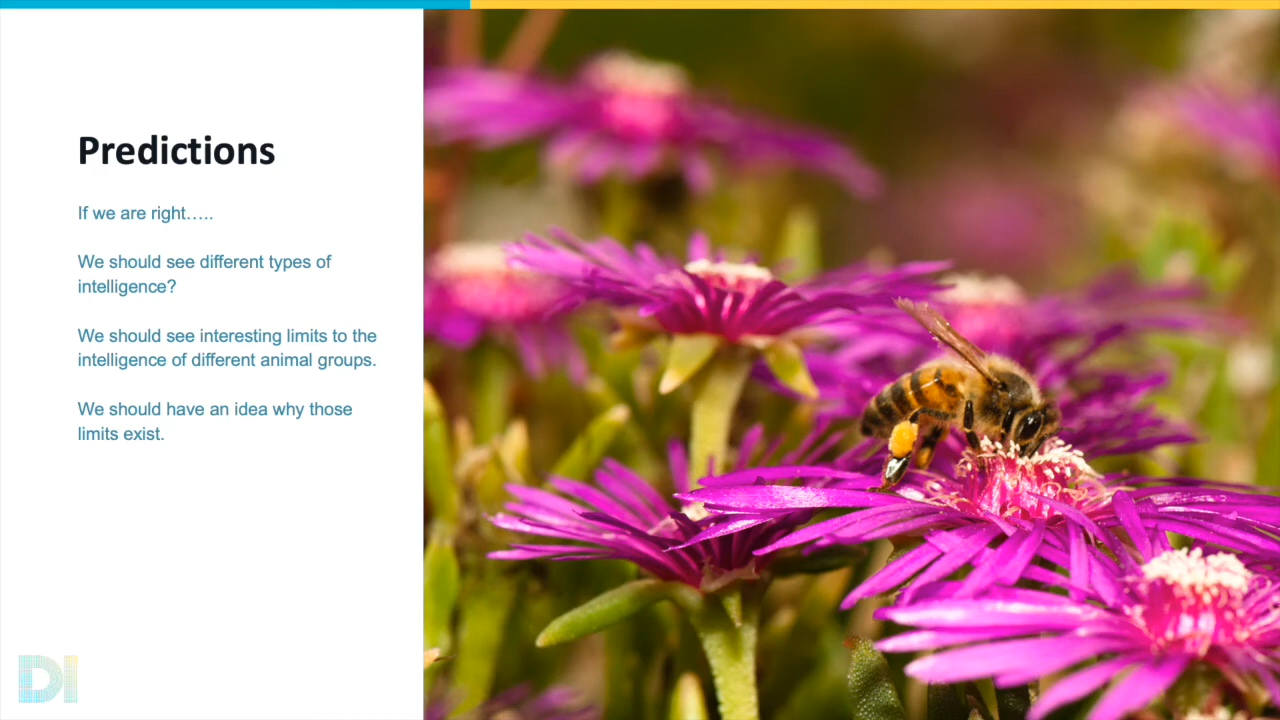 Predictions
If we are right.....
We should see different types of
intelligence?
We should see interesting limits to the
intelligence of different animal groups.
We should have an idea why those
limits exist.
DI